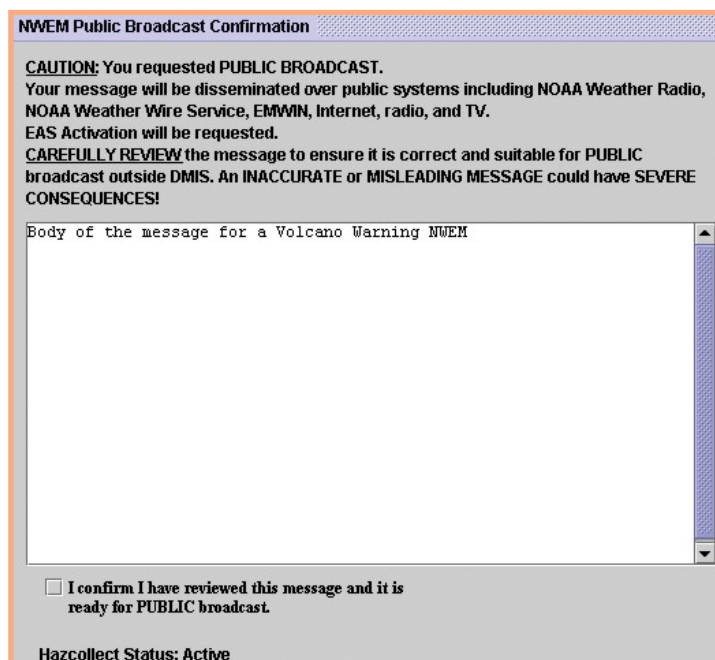 NWEM Public Broadcast Confirmation
CAUTION: You requested PUBLIC BROADCAST.
Your message will be disseminated over public systems including NOAA Weather Radio,
NOAA Weather Wire Service, EMWIN, Internet, radio, and TV.
EAS Activation will be requested.
CAREFULLY REVIEW the message to ensure it is correct and suitable for PUBLIC
broadcast outside DMIS. An INACCURATE or MISLEADING MESSAGE could have SEVERE
CONSEQUENCES!
Body of the message for a Volcano Warning NWEM
I confirm I have reviewed this message and it is
ready for PUBLIC broadcast.
Hazcollect Status: Active